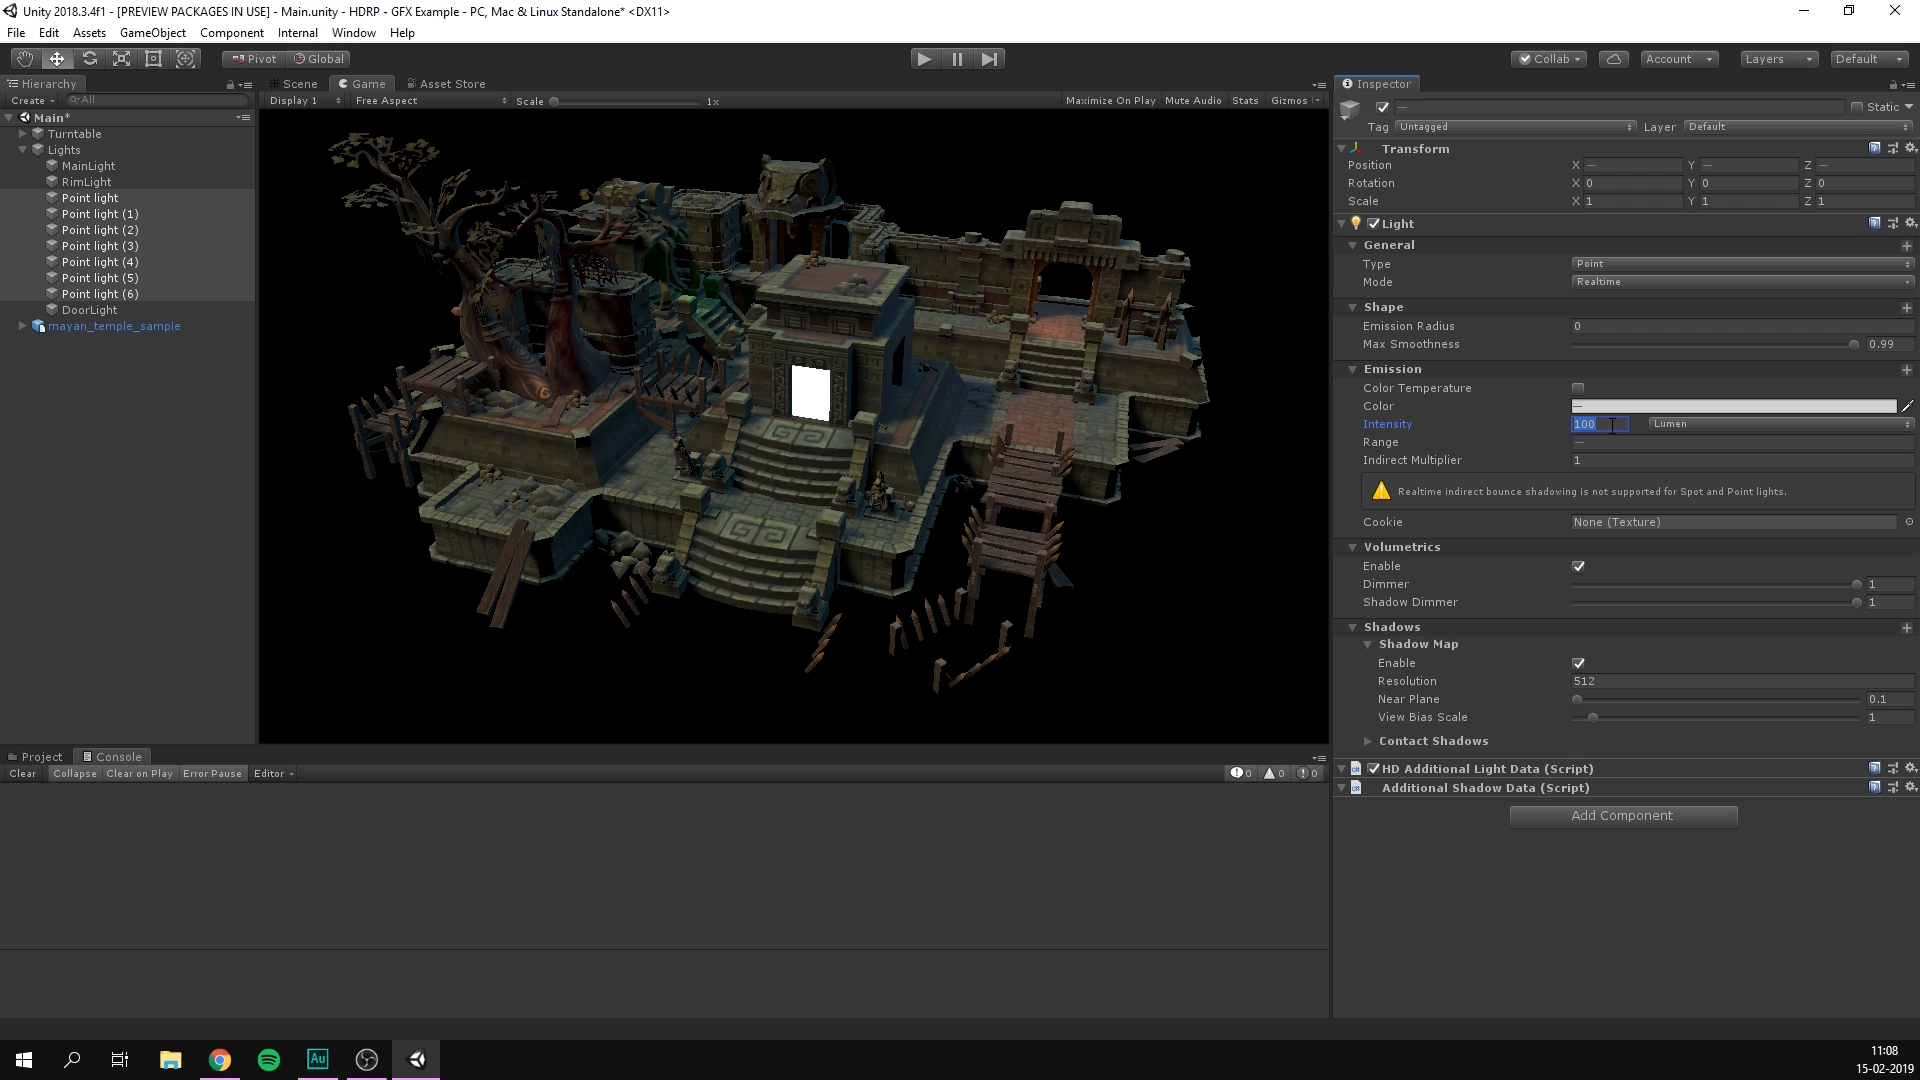 Unity 2018.3.4f1 - [PREVIEW PACKAGES IN USE] - Main.unity - HDRP - GFX Example - PC, Mac & Linux Standalone* <DX11>
File Edit Assets GameObject Component Internal Window Help
Pivot Global Collab Account Layers Default
Hierarchy
Create All
Main*
Turntable
Lights
MainLight
RimLight
Point light
Point light (1)
Point light (2)
Point light (3)
Point light (4)
Point light (5)
Point light (6)
DoorLight
mayan_temple_sample
Scene Game Asset Store
Display 1 Free Aspect Scale 1x Maximize On Play Mute Audio Stats Gizmos
Project Console
Clear Collapse Clear on Play Error Pause Editor 0 0 0
Inspector
Static
Tag Untagged Layer Default
Transform
Position X — Y — Z —
Rotation X 0 Y 0 Z 0
Scale X 1 Y 1 Z 1
Light
General
Type Point
Mode Realtime
Shape
Emission Radius 0
Max Smoothness 0.99
Emission
Color Temperature
Color —
Intensity 100 Lumen
Range —
Indirect Multiplier 1
Realtime indirect bounce shadowing is not supported for Spot and Point lights.
Cookie None (Texture)
Volumetrics
Enable
Dimmer 1
Shadow Dimmer 1
Shadows
Shadow Map
Enable
Resolution 512
Near Plane 0.1
View Bias Scale 1
Contact Shadows
HD Additional Light Data (Script)
Additional Shadow Data (Script)
Add Component
Au
11:08
15-02-2019